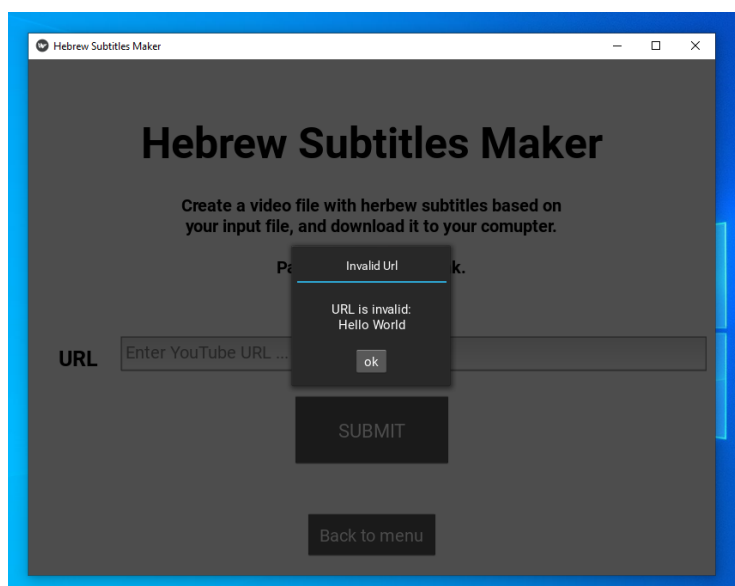 Hebrew Subtitles Maker
Hebrew Subtitles Maker
Create a video file with herbew subtitles based on
your input file, and download it to your comupter.
k.
Invalid Url
URL is invalid:
Hello World
ok
URL
Enter YouTube URL ...
SUBMIT
Back to menu